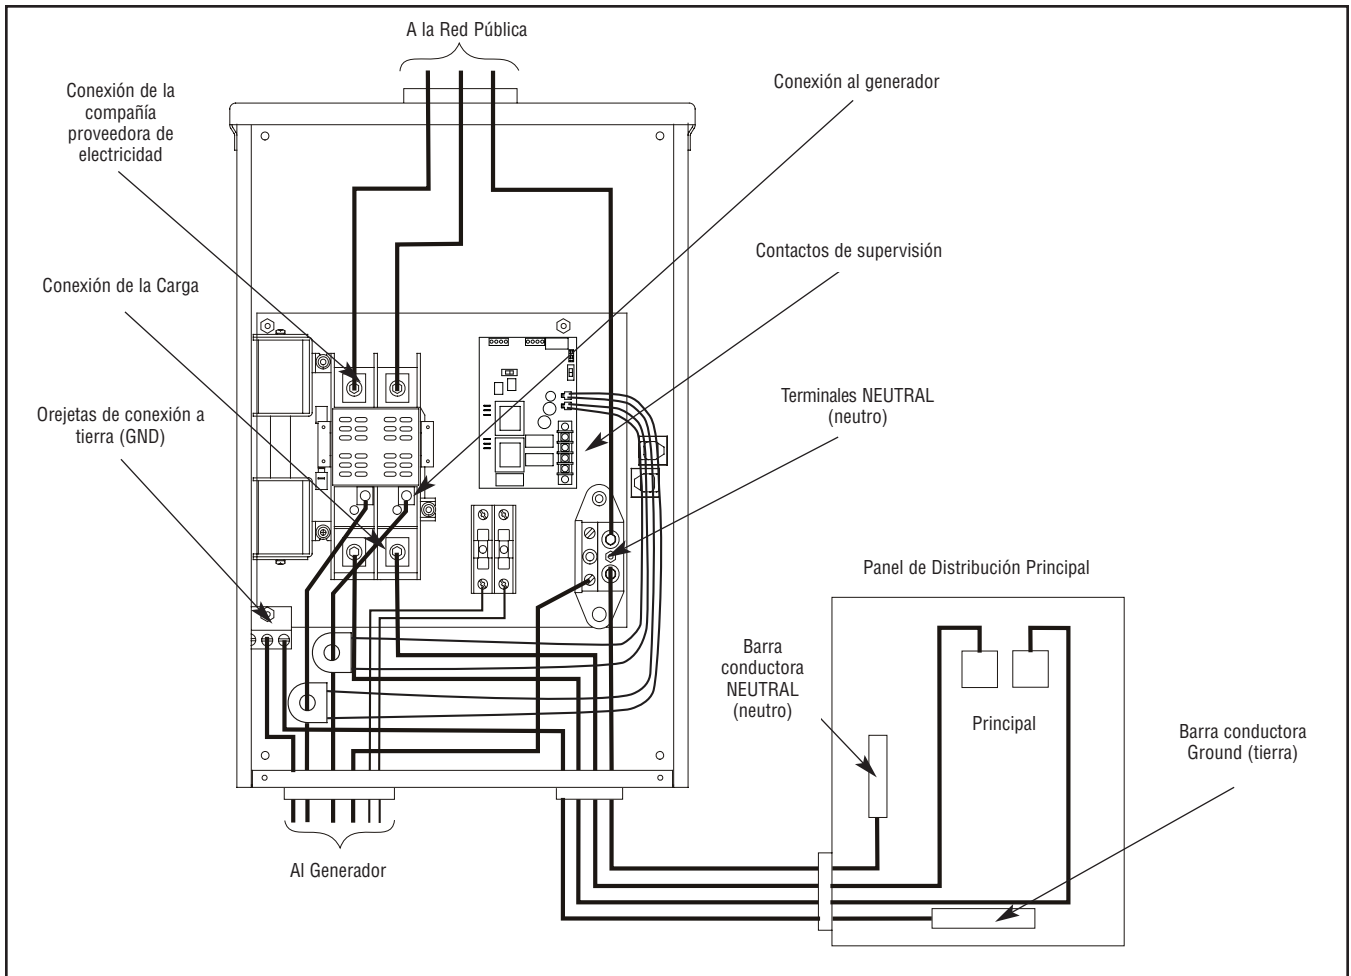 A la Red Pública
Conexión de la
compañía
proveedora de
electricidad
Conexión al generador
Contactos de supervisión
Conexión de la Carga
Orejetas de conexión a
tierra (GND)
Terminales NEUTRAL
(neutro)
Panel de Distribución Principal
Barra
conductora
NEUTRAL
(neutro)
Principal
Barra conductora
Ground (tierra)
Al Generador